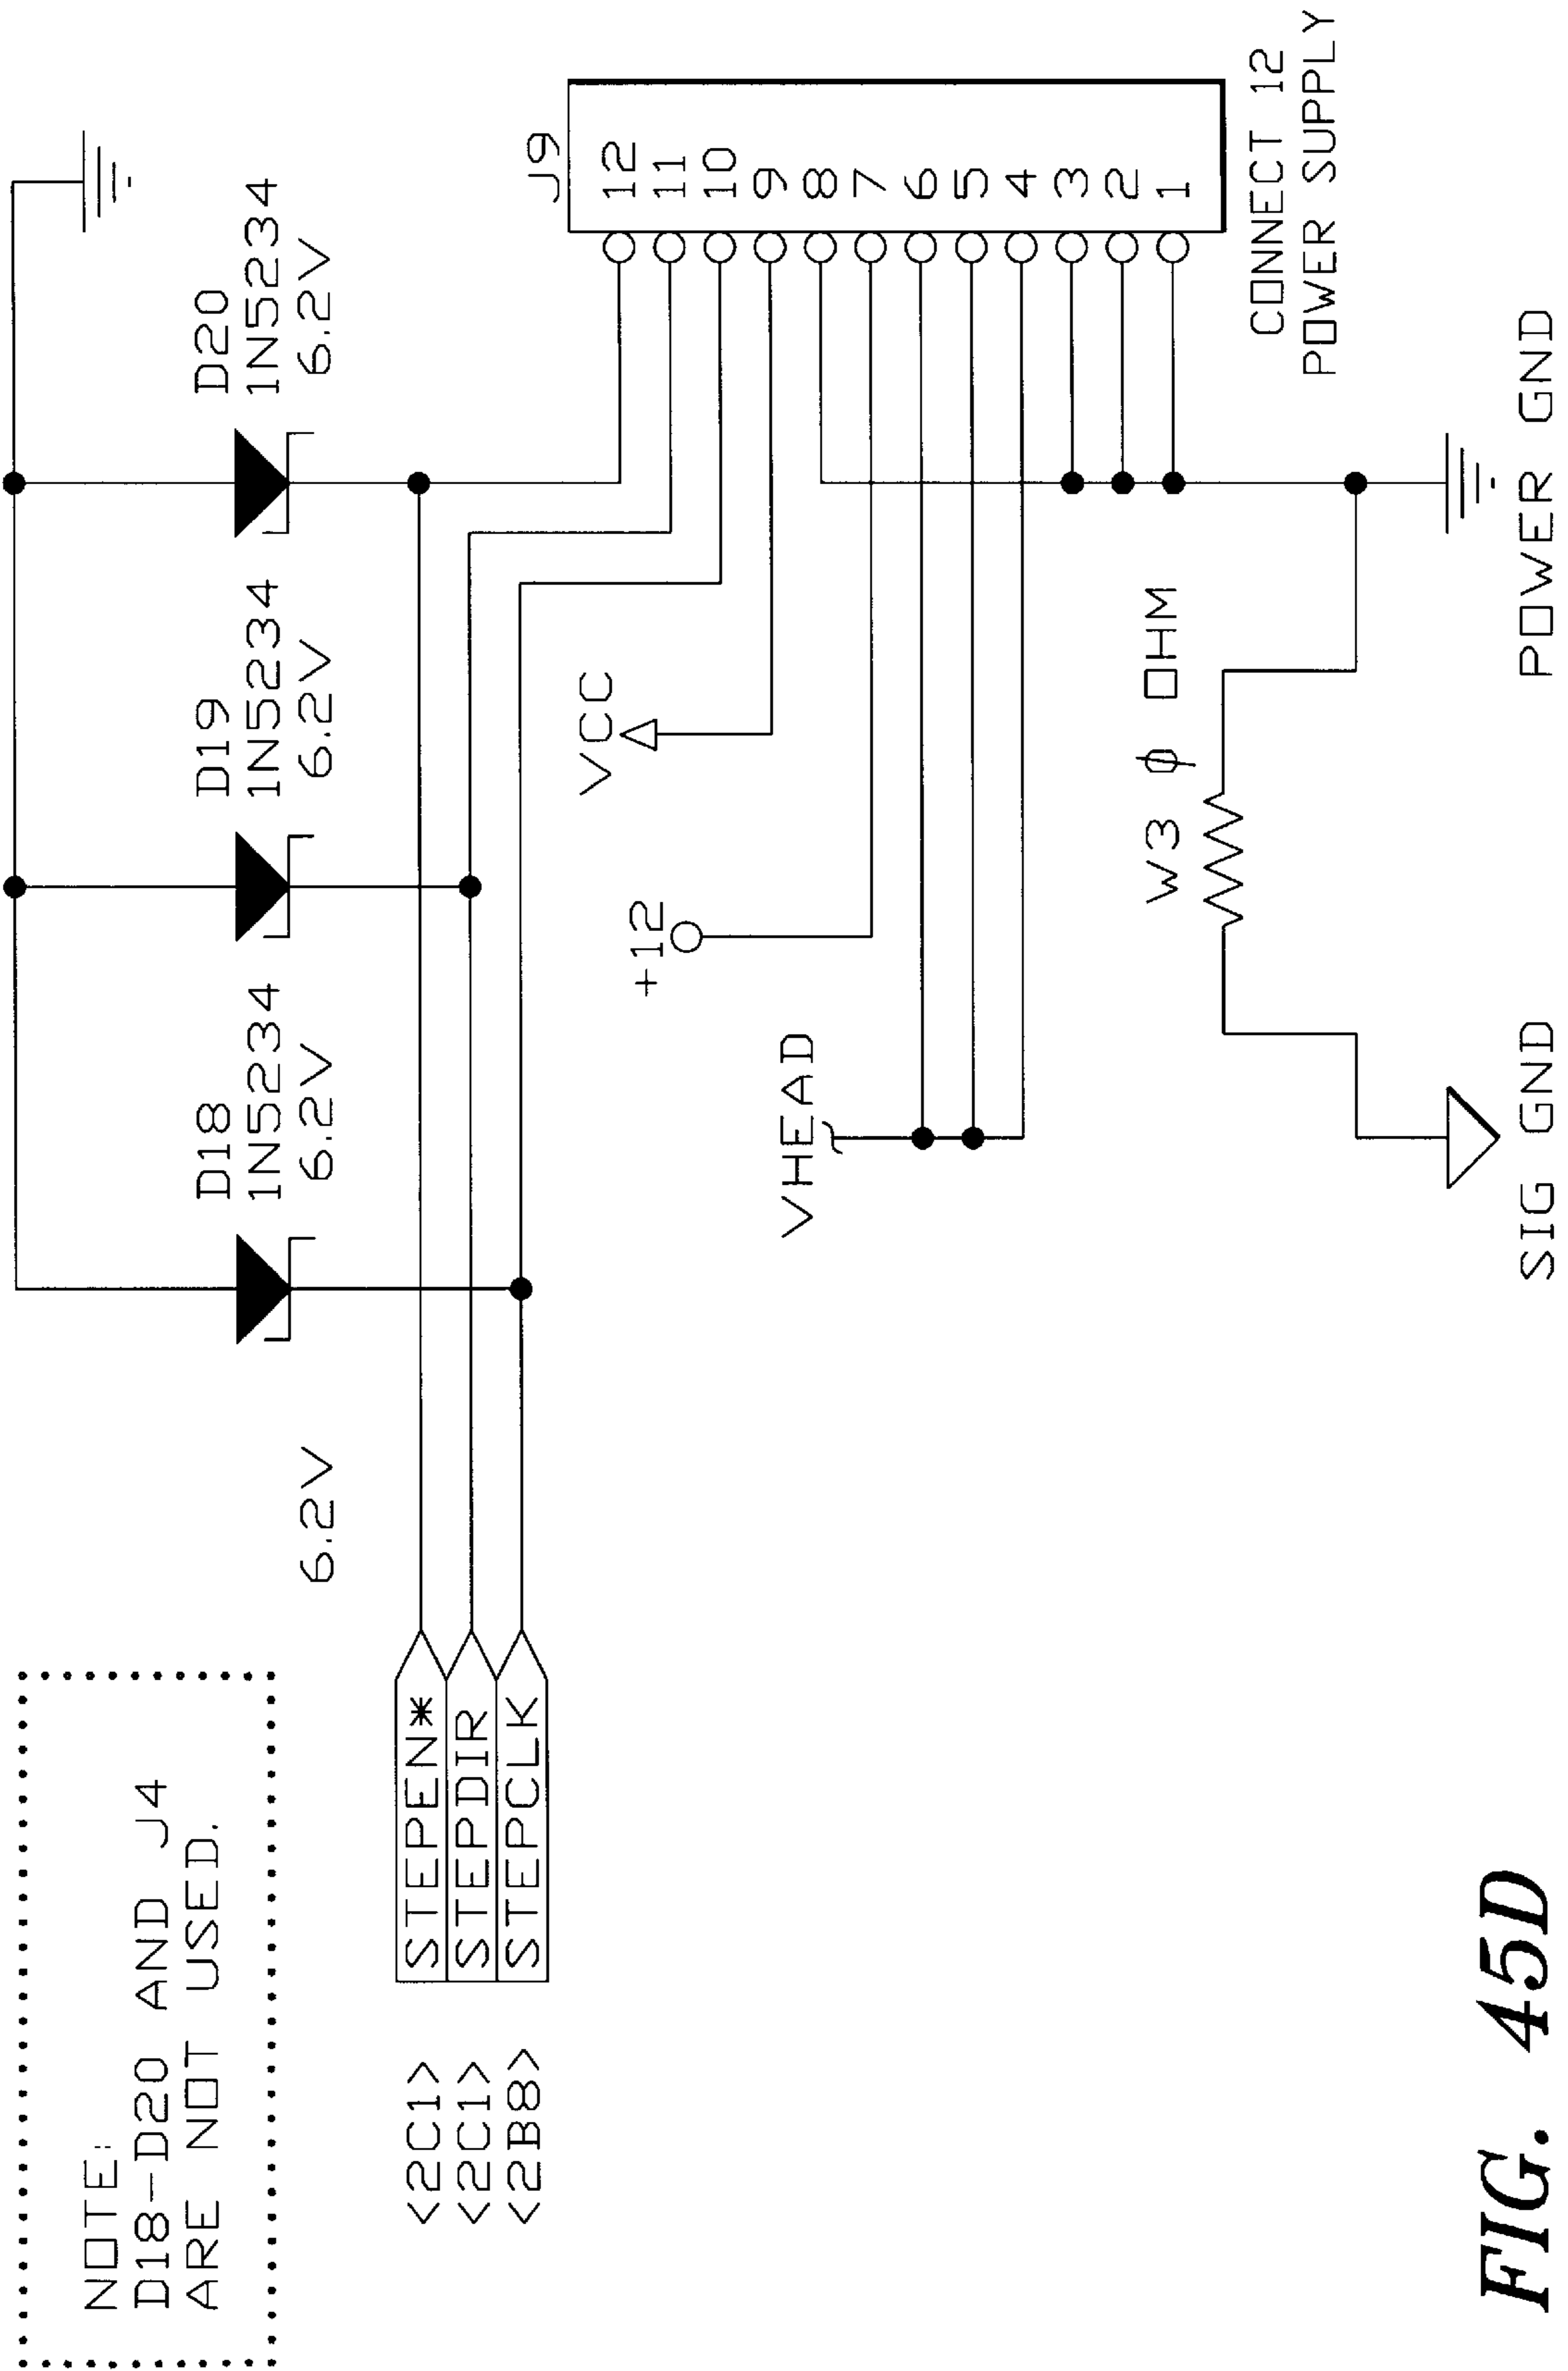 NOTE:
D18-D20 AND J4
ARE NOT USED.
6.2V
D18
1N5234
6.2V
D19
1N5234
6.2V
D20
1N5234
6.2V
<2C1> STEPEN*
<2C1> STEPDIR
<2B8> STEPCLK
J9
12
11
10
9
8
7
6
5
4
3
2
1
CONNECT 12
POWER SUPPLY
VCC
+12
VHEAD
W3 ϕ OHM
SIG GND
POWER GND
FIG. 45D